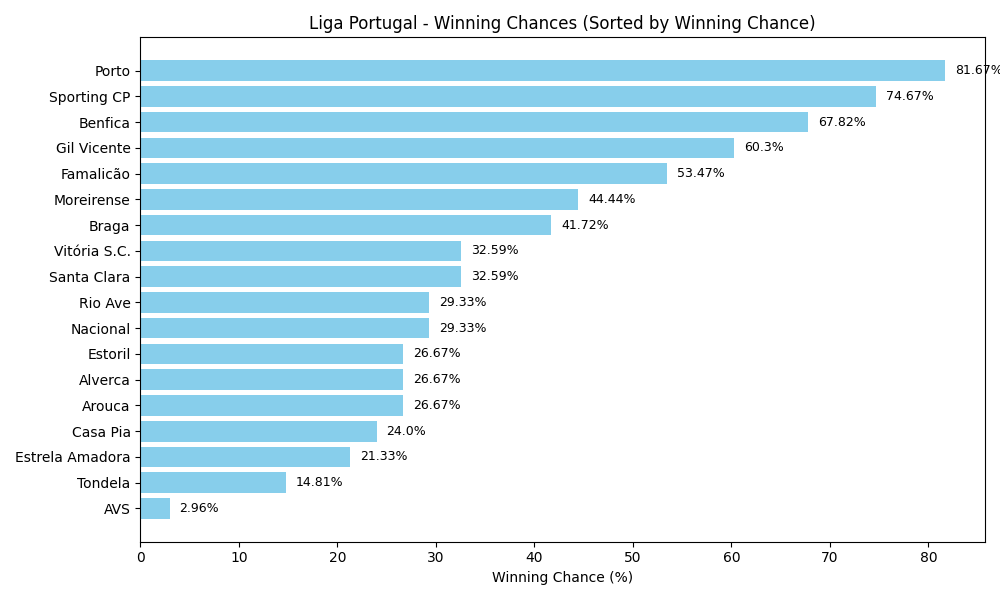 Liga Portugal - Winning Chances (Sorted by Winning Chance)
Porto 81.67%
Sporting CP 74.67%
Benfica 67.82%
Gil Vicente 60.3%
Famalicão 53.47%
Moreirense 44.44%
Braga 41.72%
Vitória S.C. 32.59%
Santa Clara 32.59%
Rio Ave 29.33%
Nacional 29.33%
Estoril 26.67%
Alverca 26.67%
Arouca 26.67%
Casa Pia 24.0%
Estrela Amadora 21.33%
Tondela 14.81%
AVS 2.96%
0 10 20 30 40 50 60 70 80
Winning Chance (%)